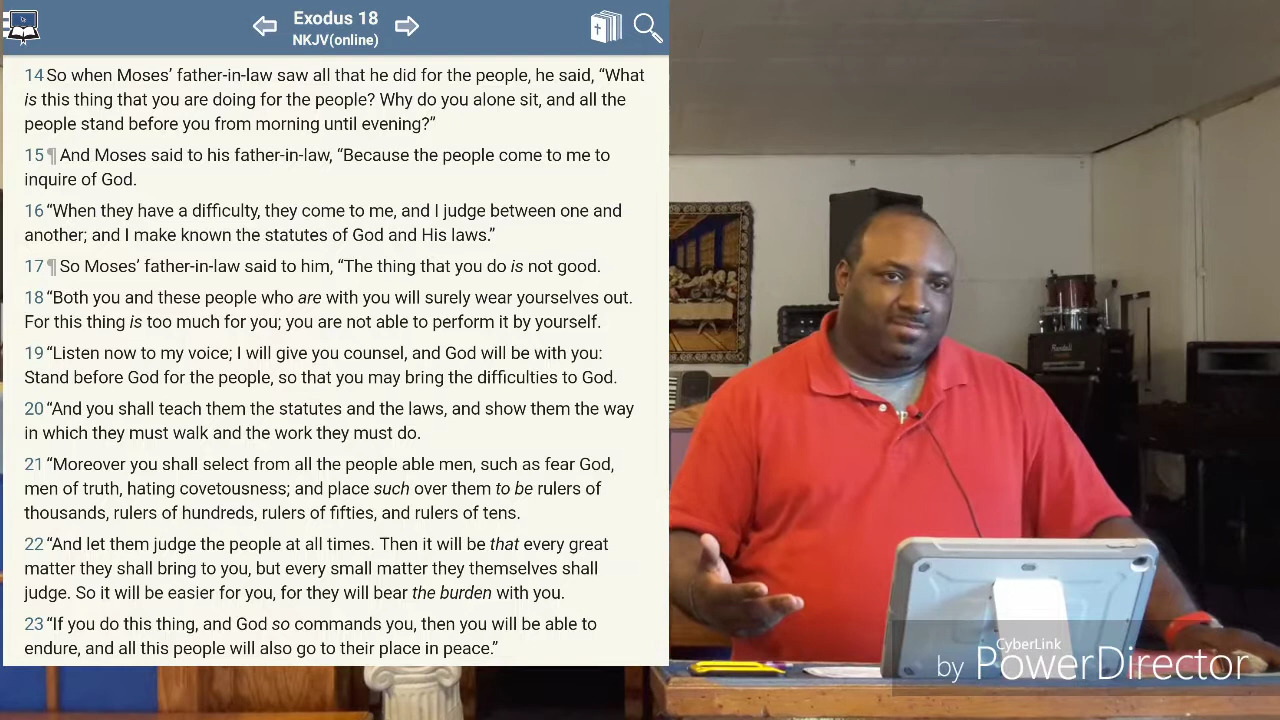 Exodus 18
NKJV(online)
14 So when Moses’ father-in-law saw all that he did for the people, he said, “What
is this thing that you are doing for the people? Why do you alone sit, and all the
people stand before you from morning until evening?”
15 ¶ And Moses said to his father-in-law, “Because the people come to me to
inquire of God.
16 “When they have a difficulty, they come to me, and I judge between one and
another; and I make known the statutes of God and His laws.”
17 ¶ So Moses’ father-in-law said to him, “The thing that you do is not good.
18 “Both you and these people who are with you will surely wear yourselves out.
For this thing is too much for you; you are not able to perform it by yourself.
19 “Listen now to my voice; I will give you counsel, and God will be with you:
Stand before God for the people, so that you may bring the difficulties to God.
20 “And you shall teach them the statutes and the laws, and show them the way
in which they must walk and the work they must do.
21 “Moreover you shall select from all the people able men, such as fear God,
men of truth, hating covetousness; and place such over them to be rulers of
thousands, rulers of hundreds, rulers of fifties, and rulers of tens.
22 “And let them judge the people at all times. Then it will be that every great
matter they shall bring to you, but every small matter they themselves shall
judge. So it will be easier for you, for they will bear the burden with you.
23 “If you do this thing, and God so commands you, then you will be able to
endure, and all this people will also go to their place in peace.”
Randall
CyberLink
by PowerDirector